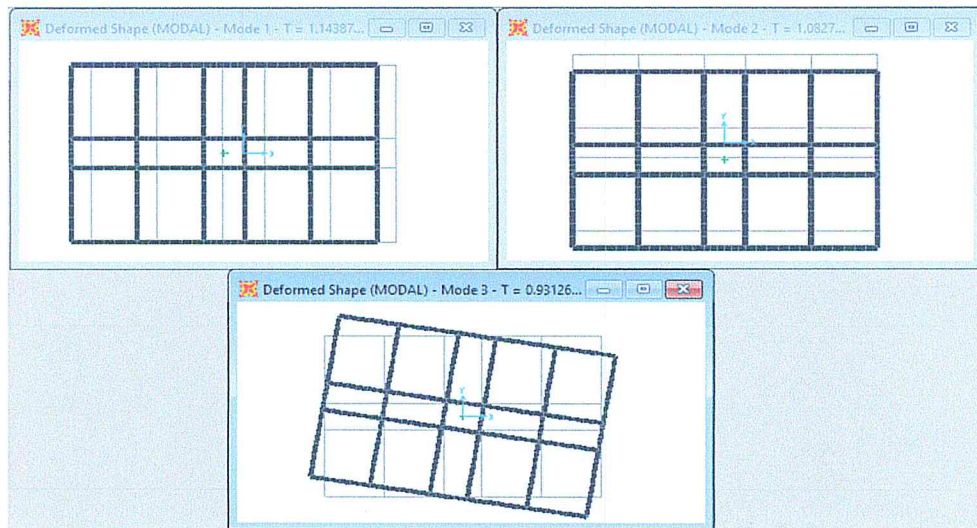 Deformed Shape (MODAL) - Mode 1 - T = 1.14387...
Deformed Shape (MODAL) - Mode 2 - T = 1.0827...
Y
X
Deformed Shape (MODAL) - Mode 3 - T = 0.93126...
Y
X